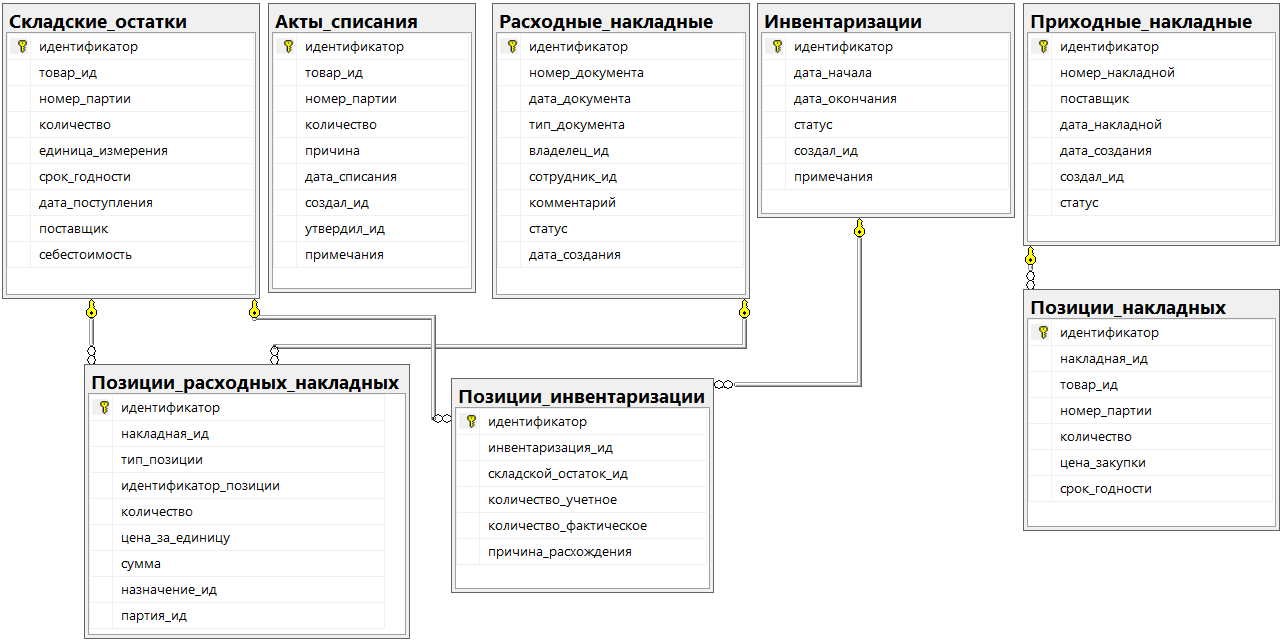 Складские_остатки
идентификатор
товар_ид
номер_партии
количество
единица_измерения
срок_годности
дата_поступления
поставщик
себестоимость
Акты_списания
идентификатор
товар_ид
номер_партии
количество
причина
дата_списания
создал_ид
утвердил_ид
примечания
Расходные_накладные
идентификатор
номер_документа
дата_документа
тип_документа
владелец_ид
сотрудник_ид
комментарий
статус
дата_создания
Инвентаризации
идентификатор
дата_начала
дата_окончания
статус
создал_ид
примечания
Приходные_накладные
идентификатор
номер_накладной
поставщик
дата_накладной
дата_создания
создал_ид
статус
Позиции_расходных_накладных
идентификатор
накладная_ид
тип_позиции
идентификатор_позиции
количество
цена_за_единицу
сумма
назначение_ид
партия_ид
Позиции_инвентаризации
идентификатор
инвентаризация_ид
складской_остаток_ид
количество_учетное
количество_фактическое
причина_расхождения
Позиции_накладных
идентификатор
накладная_ид
товар_ид
номер_партии
количество
цена_закупки
срок_годности